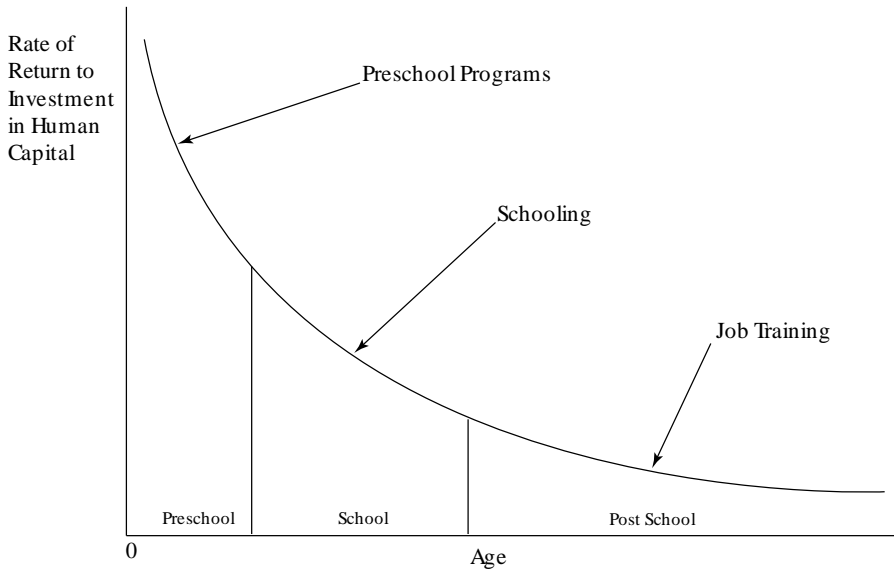 Rate of
Return to
Investment
in Human
Capital
Preschool Programs
Schooling
Job Training
Preschool
School
Post School
0
Age